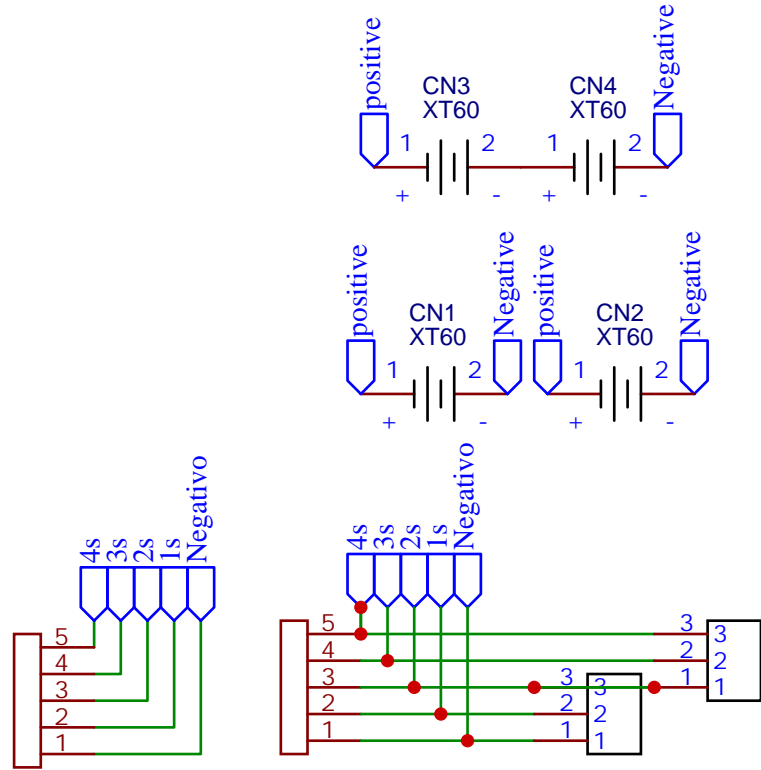 positive
Negative
CN3
XT60
CN4
XT60
1 2 1 2
+ - + -
positive
Negative
positive
Negative
CN1
XT60
CN2
XT60
1 2 1 2
+ - + -
4s
3s
2s
1s
Negativo
5
4
3
2
1
4s
3s
2s
1s
Negativo
5
4
3
2
1
3 3
2 2
1 1
3 3
2 2
1 1